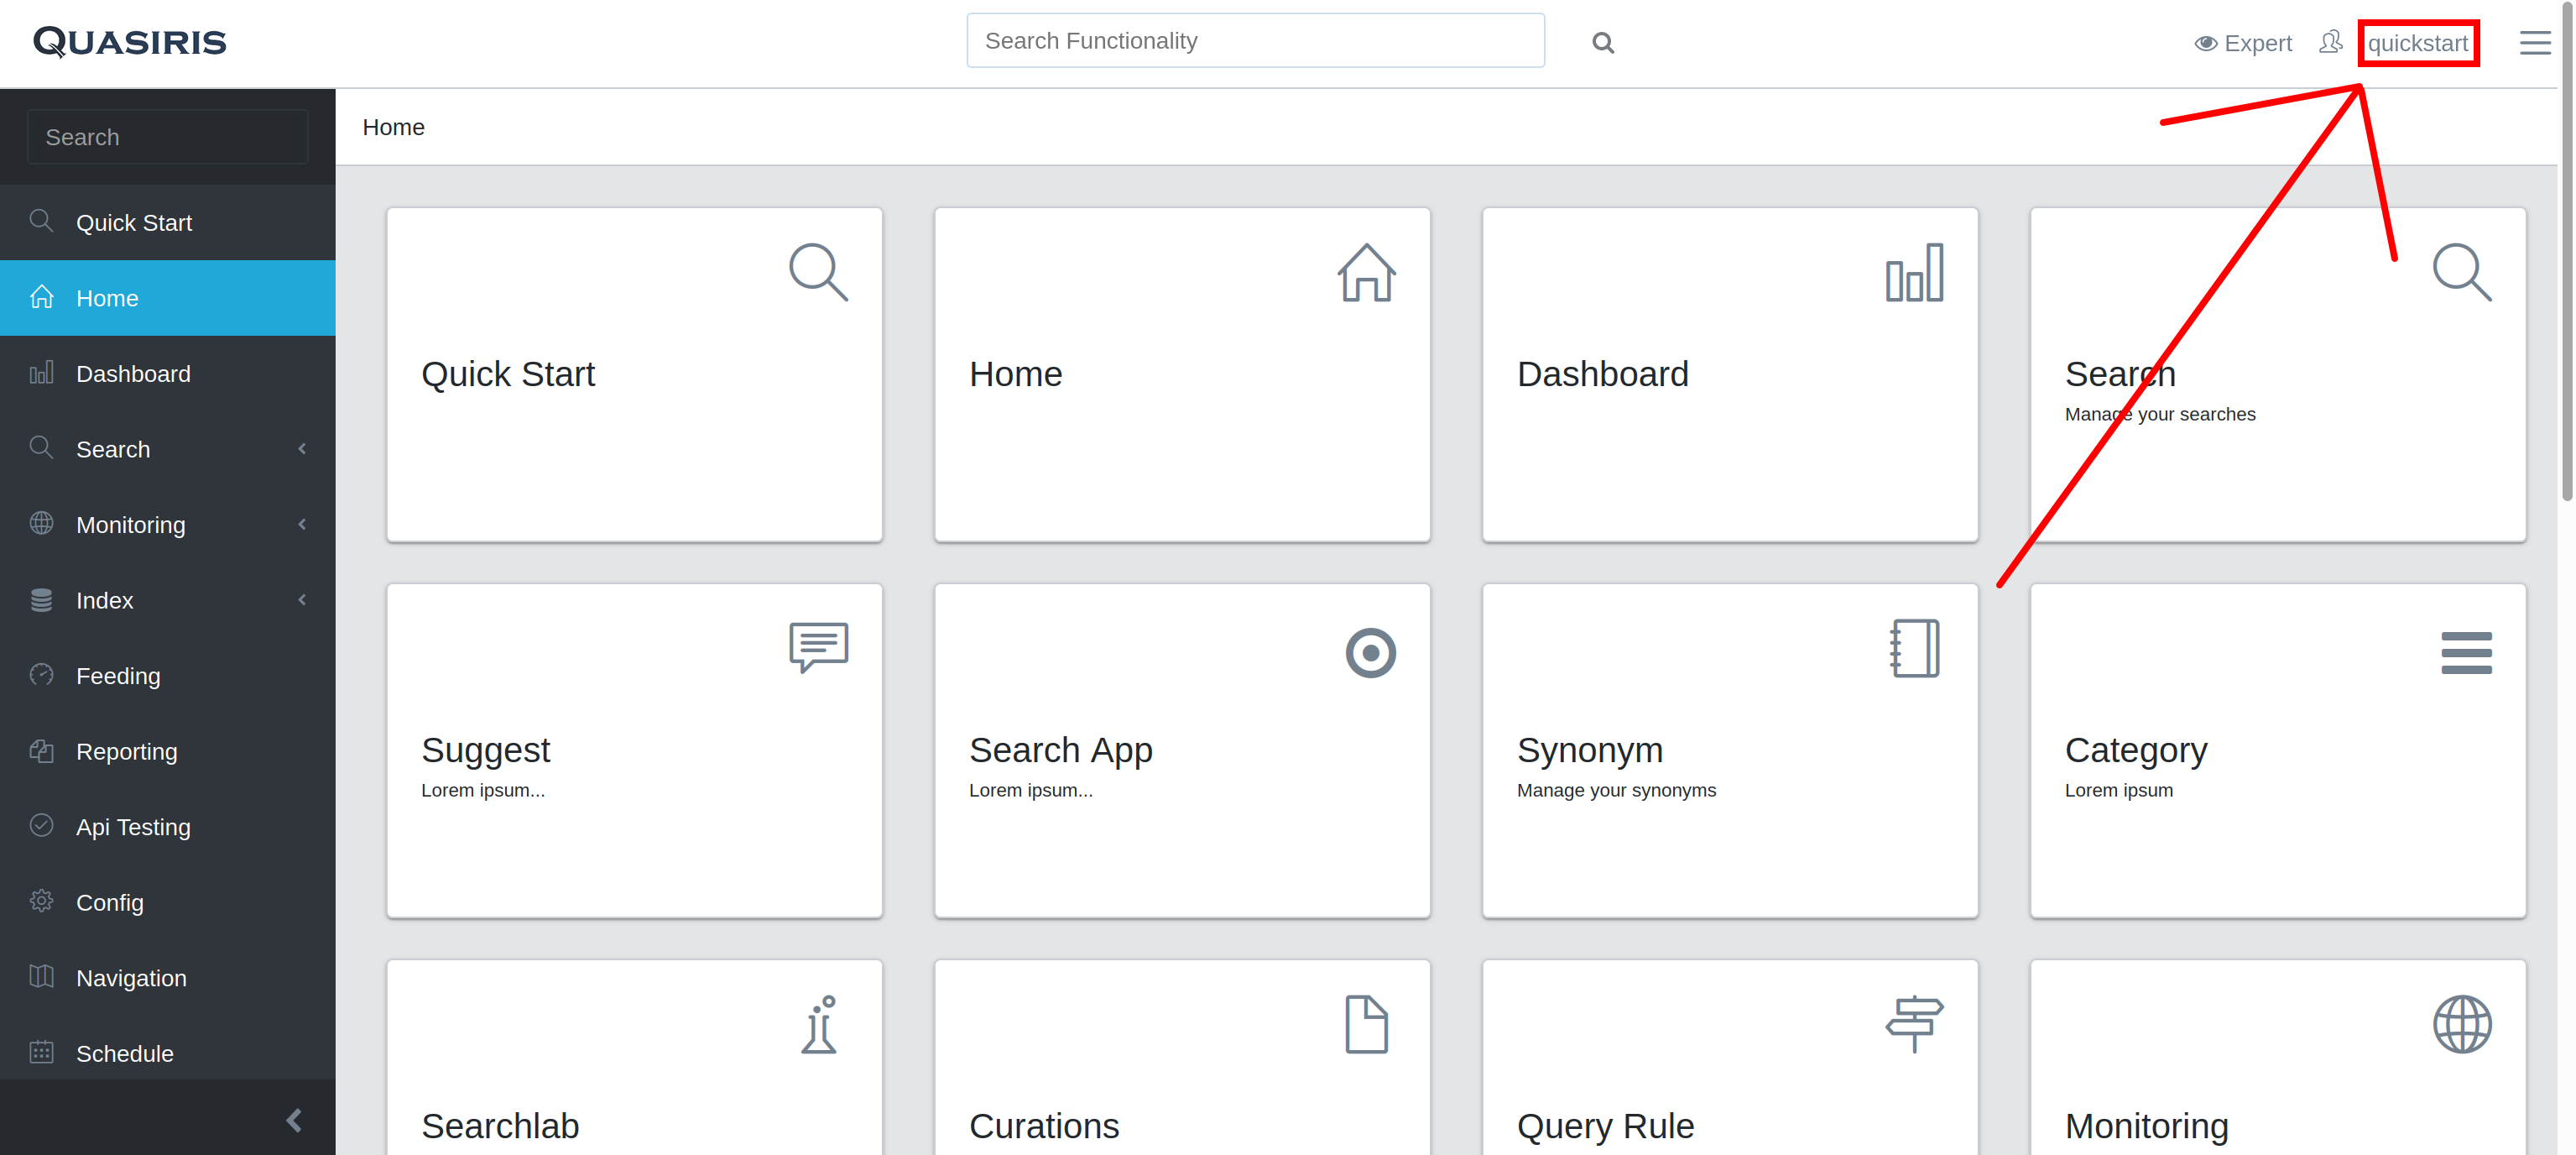 QUASIRIS
Search Functionality
Expert
quickstart
Search
Home
Quick Start
Home
Dashboard
Search
Monitoring
Index
Feeding
Reporting
Api Testing
Config
Navigation
Schedule
Quick Start
Home
Dashboard
Search
Manage your searches
Suggest
Lorem ipsum...
Search App
Lorem ipsum...
Synonym
Manage your synonyms
Category
Lorem ipsum
Searchlab
Curations
Query Rule
Monitoring